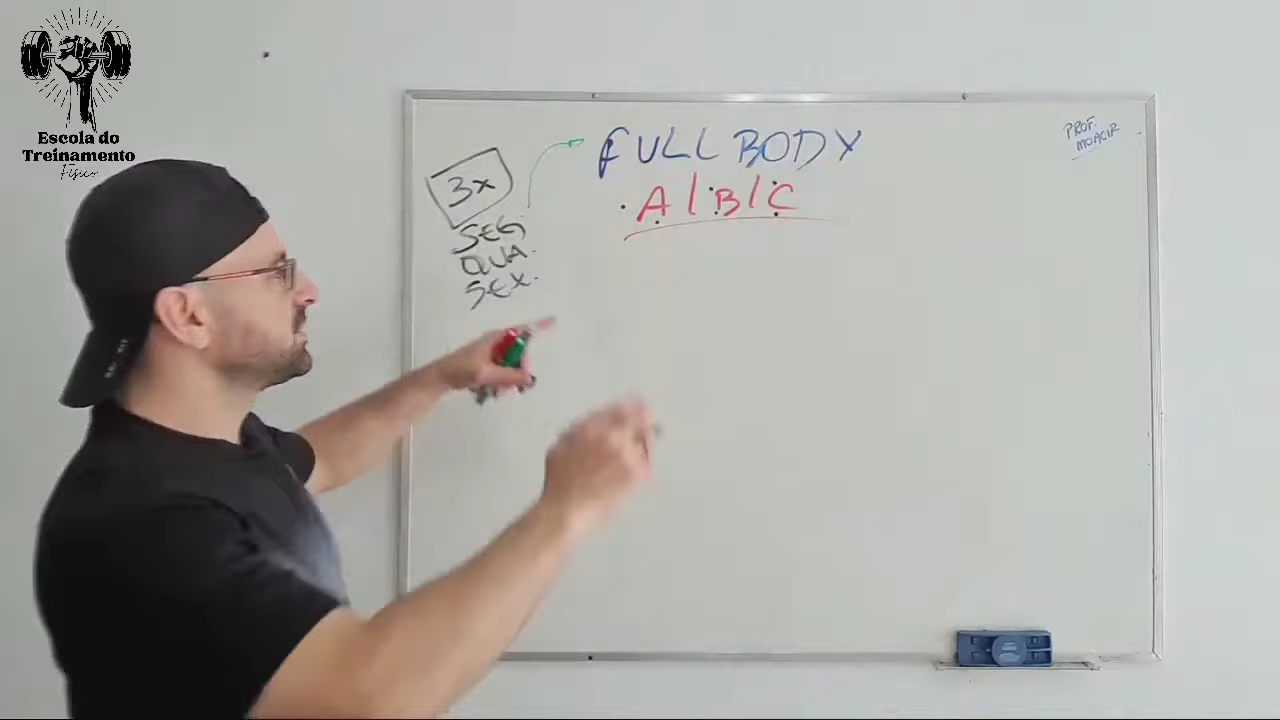 Escola do
Treinamento
Físico
FULL BODY
A | B | C
3x
SEG
QUA.
SEX.
PROF.
MOACIR